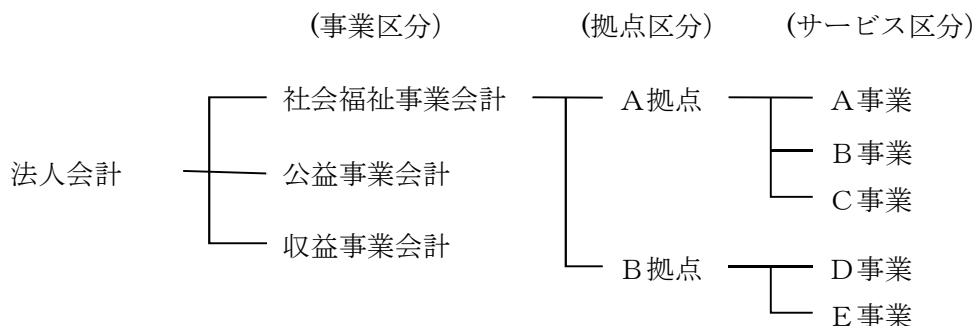 (事業区分)　(拠点区分)　(サービス区分)
社会福祉事業会計　A拠点　A事業
法人会計　公益事業会計　B事業
C事業
収益事業会計
B拠点　D事業
E事業